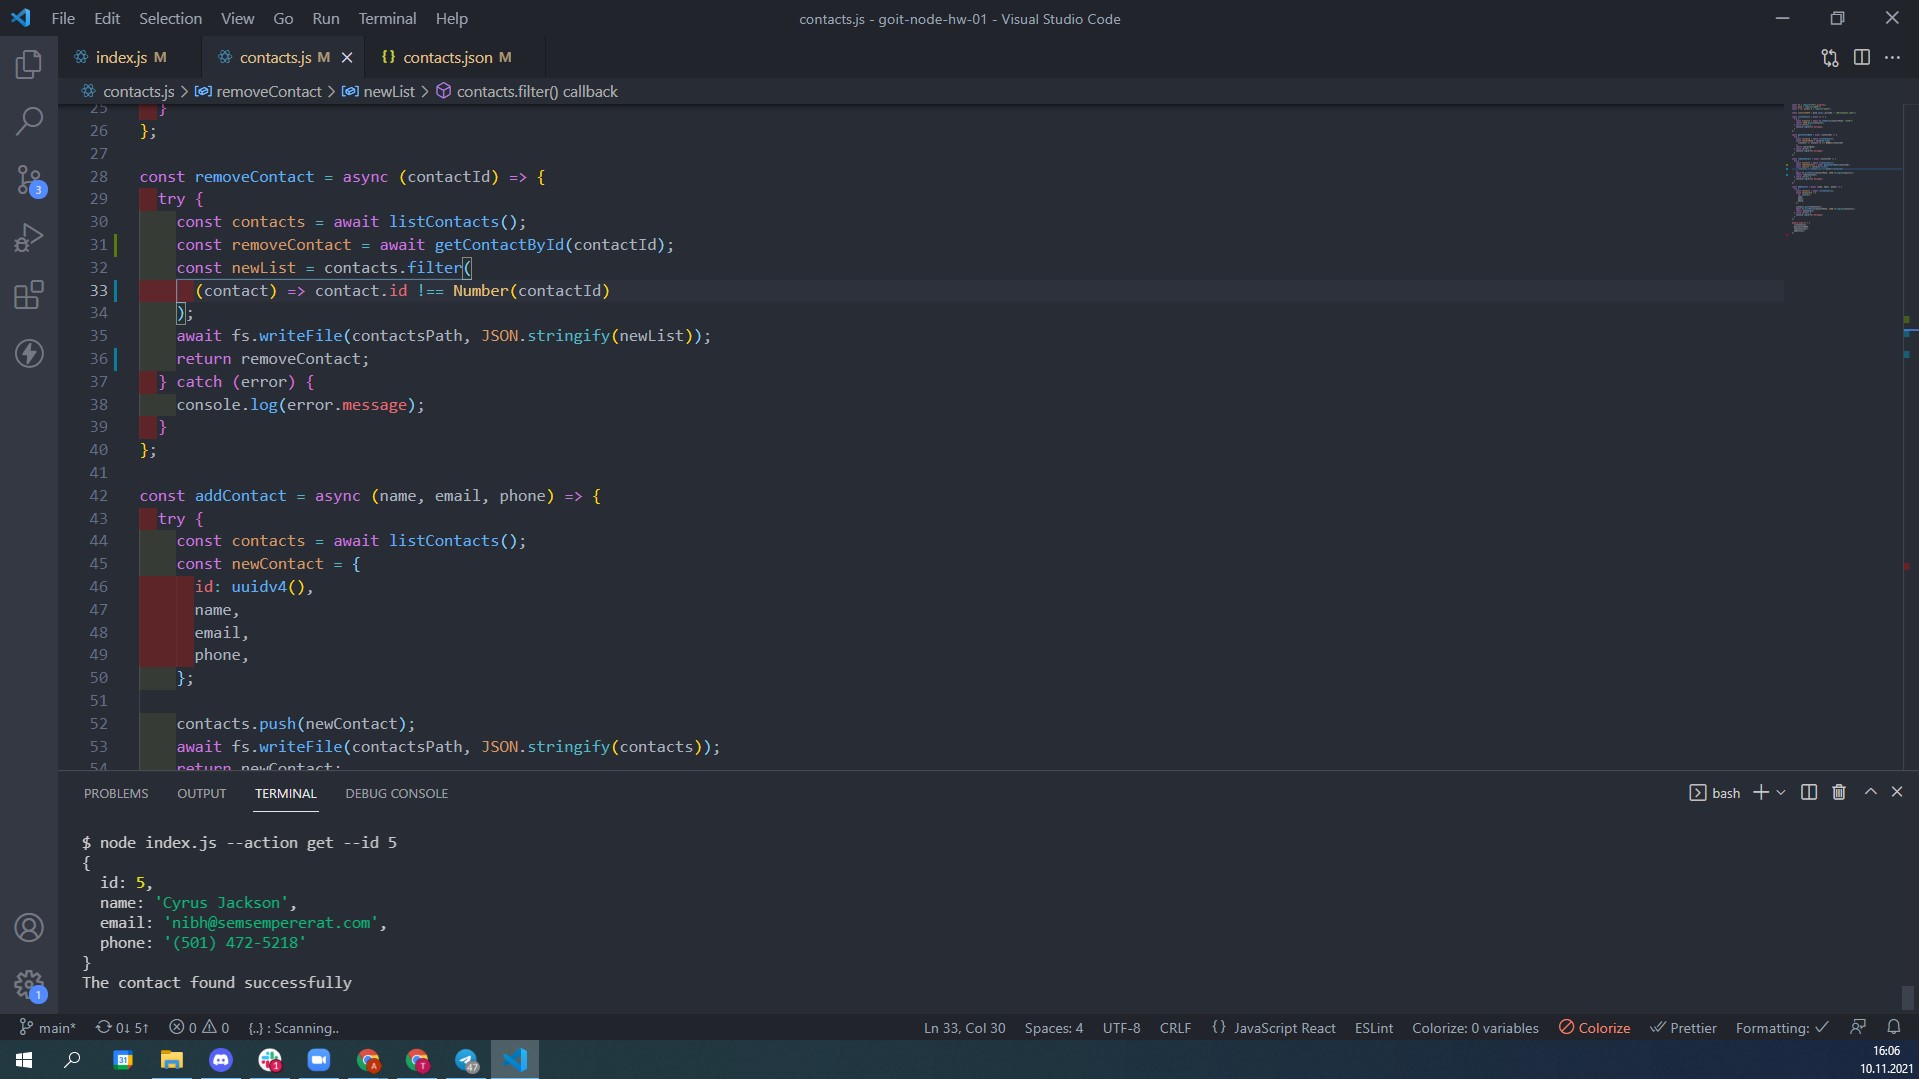 File Edit Selection View Go Run Terminal Help
contacts.js - goit-node-hw-01 - Visual Studio Code
index.js M
contacts.js M
{} contacts.json M
contacts.js > removeContact > newList > contacts.filter() callback
25 }
26 };
27
28 const removeContact = async (contactId) => {
29 try {
30 const contacts = await listContacts();
31 const removeContact = await getContactById(contactId);
32 const newList = contacts.filter(
33 (contact) => contact.id !== Number(contactId)
34 );
35 await fs.writeFile(contactsPath, JSON.stringify(newList));
36 return removeContact;
37 } catch (error) {
38 console.log(error.message);
39 }
40 };
41
42 const addContact = async (name, email, phone) => {
43 try {
44 const contacts = await listContacts();
45 const newContact = {
46 id: uuidv4(),
47 name,
48 email,
49 phone,
50 };
51
52 contacts.push(newContact);
53 await fs.writeFile(contactsPath, JSON.stringify(contacts));
54 return newContact;
3
1
PROBLEMS OUTPUT TERMINAL DEBUG CONSOLE
bash
$ node index.js --action get --id 5
{
id: 5,
name: 'Cyrus Jackson',
email: 'nibh@semsempererat.com',
phone: '(501) 472-5218'
}
The contact found successfully
main* 0↓ 5↑ 0 0 {..} : Scanning..
Ln 33, Col 30 Spaces: 4 UTF-8 CRLF {} JavaScript React ESLint Colorize: 0 variables Colorize Prettier Formatting: ✓
31
1
A
T
47
16:06
10.11.2021